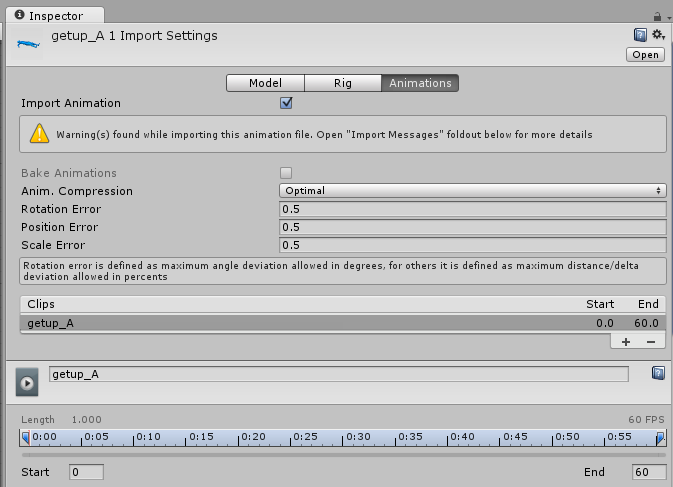 Inspector
getup_A 1 Import Settings
Open
Model Rig Animations
Import Animation
Warning(s) found while importing this animation file. Open "Import Messages" foldout below for more details
Bake Animations
Anim. Compression Optimal
Rotation Error 0.5
Position Error 0.5
Scale Error 0.5
Rotation error is defined as maximum angle deviation allowed in degrees, for others it is defined as maximum distance/delta
deviation allowed in percents
Clips Start End
getup_A 0.0 60.0
+ −
getup_A
Length 1.000 60 FPS
0:00 0:05 0:10 0:15 0:20 0:25 0:30 0:35 0:40 0:45 0:50 0:55
Start 0 End 60